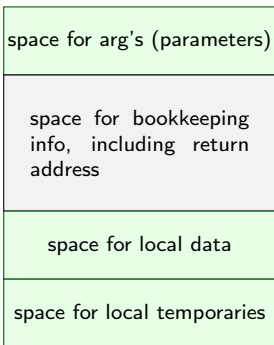 space for arg's (parameters)
space for bookkeeping
info, including return
address
space for local data
space for local temporaries